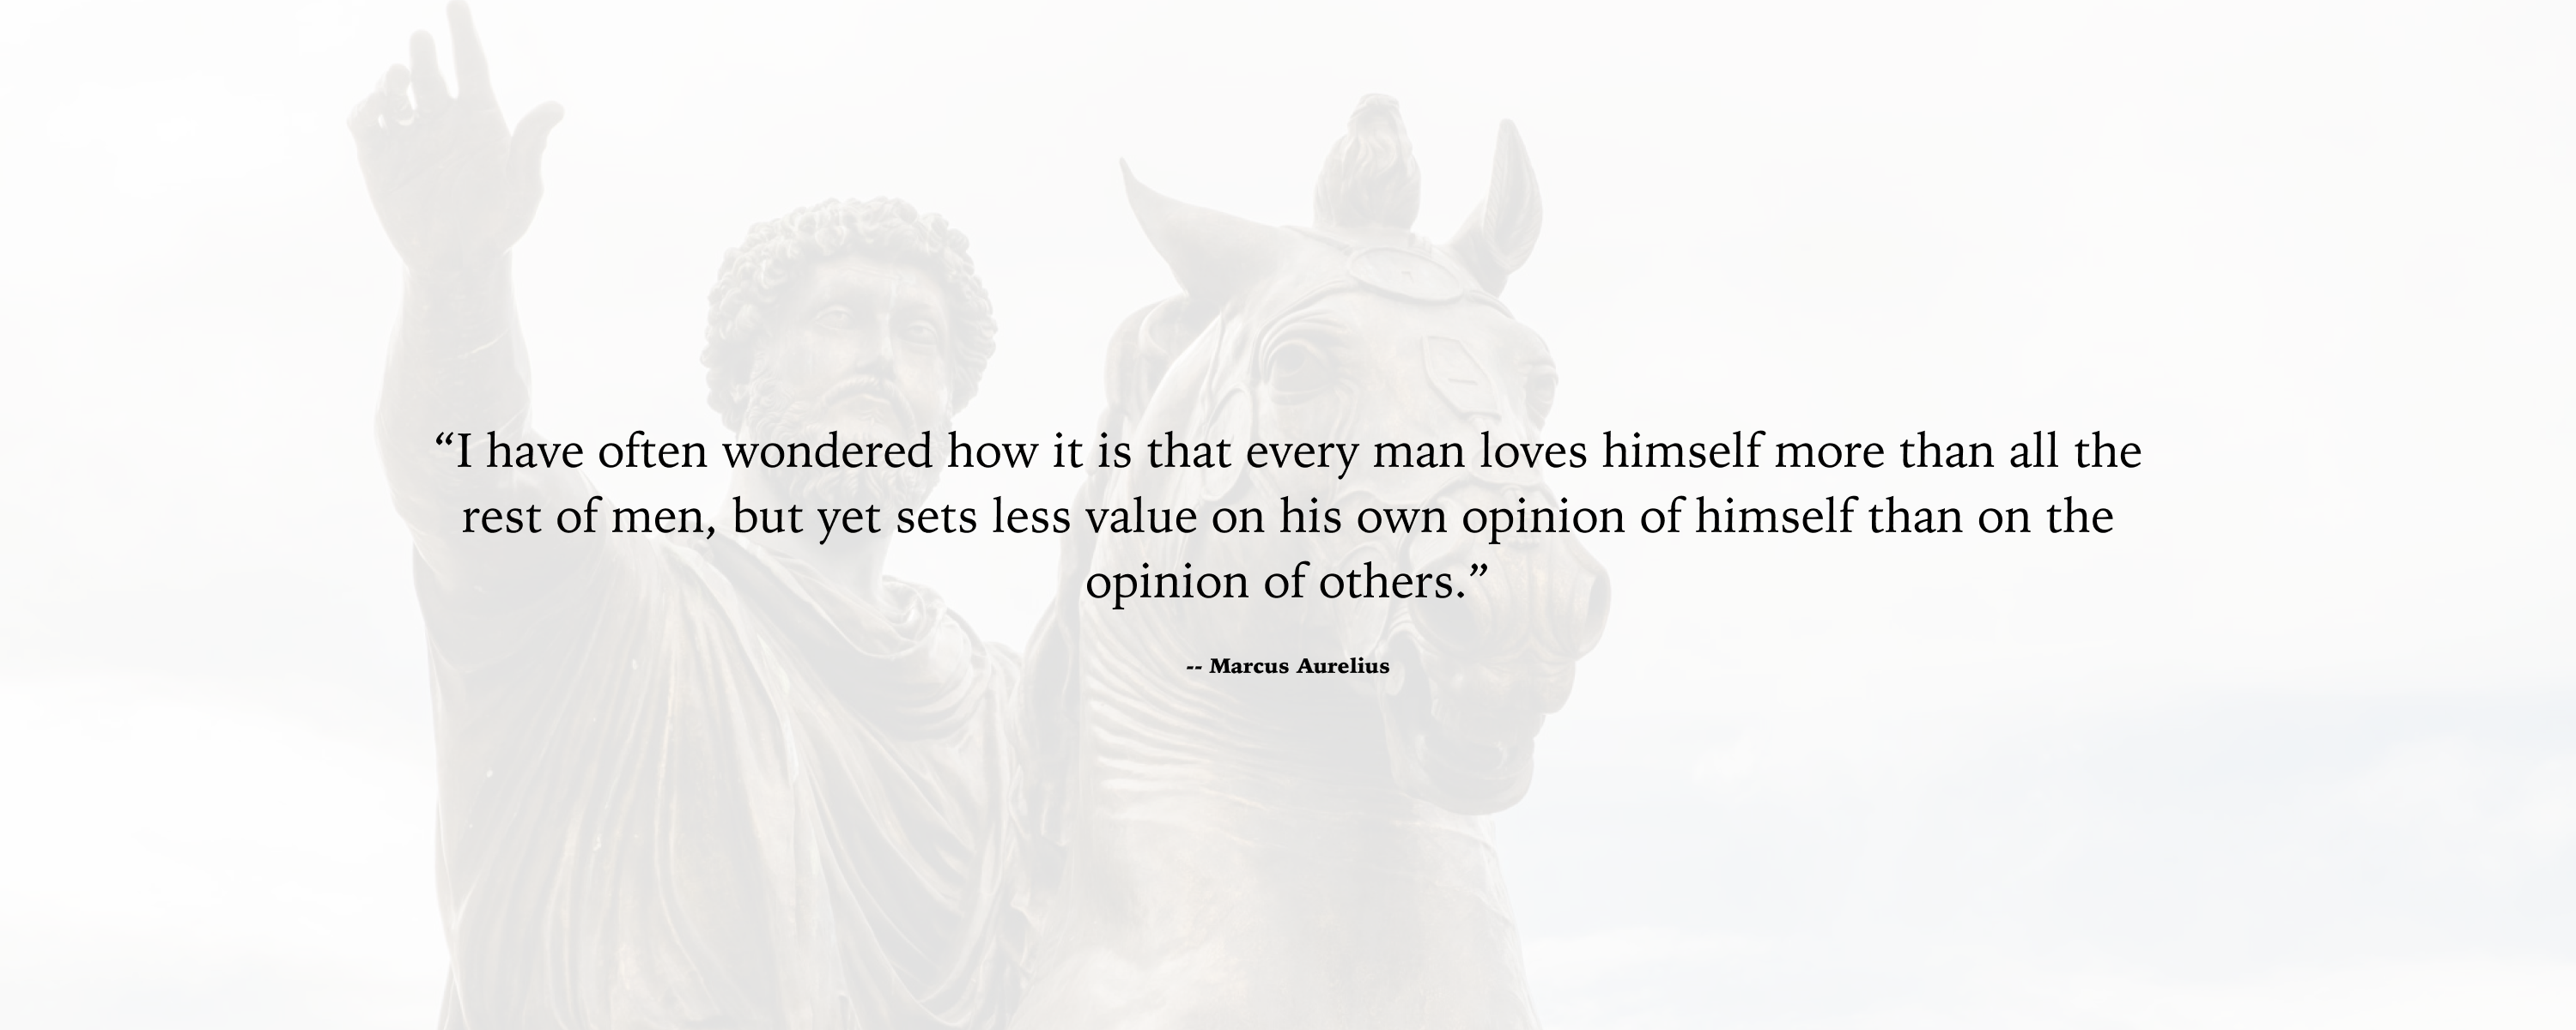 “I have often wondered how it is that every man loves himself more than all the
rest of men, but yet sets less value on his own opinion of himself than on the
opinion of others.”
-- Marcus Aurelius